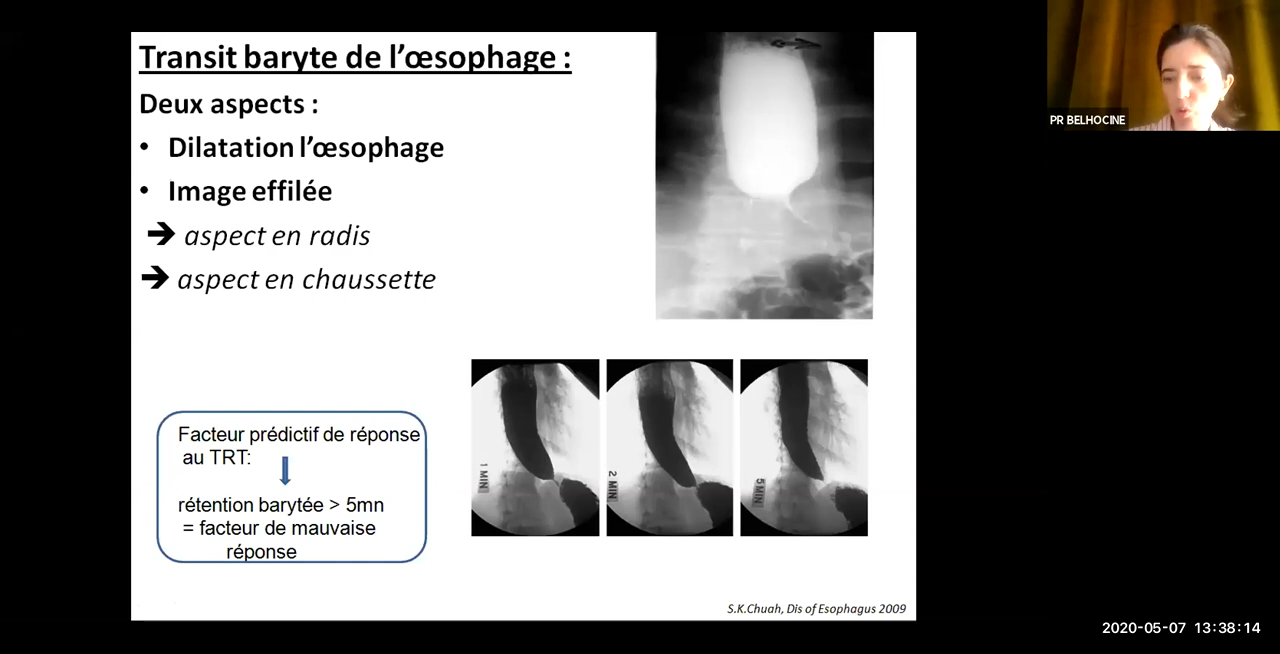 Transit baryte de l’œsophage :
Deux aspects :
• Dilatation l’œsophage
• Image effilée
➔ aspect en radis
➔ aspect en chaussette
Facteur prédictif de réponse
au TRT:
rétention barytée > 5mn
= facteur de mauvaise
réponse
1 MIN
2 MIN
5 MIN
S.K.Chuah, Dis of Esophagus 2009
PR BELHOCINE
2020-05-07 13:38:14